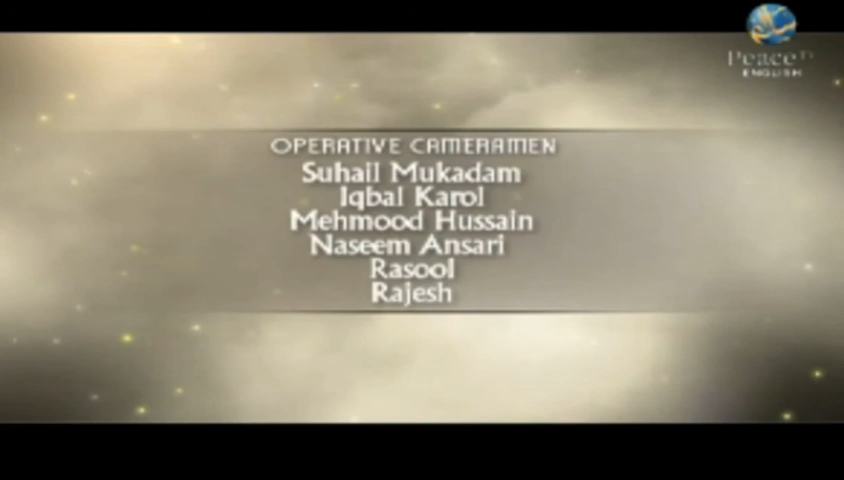 Peace TV
ENGLISH
OPERATIVE CAMERAMEN
Suhail Mukadam
Iqbal Karol
Mehmood Hussain
Naseem Ansari
Rasool
Rajesh